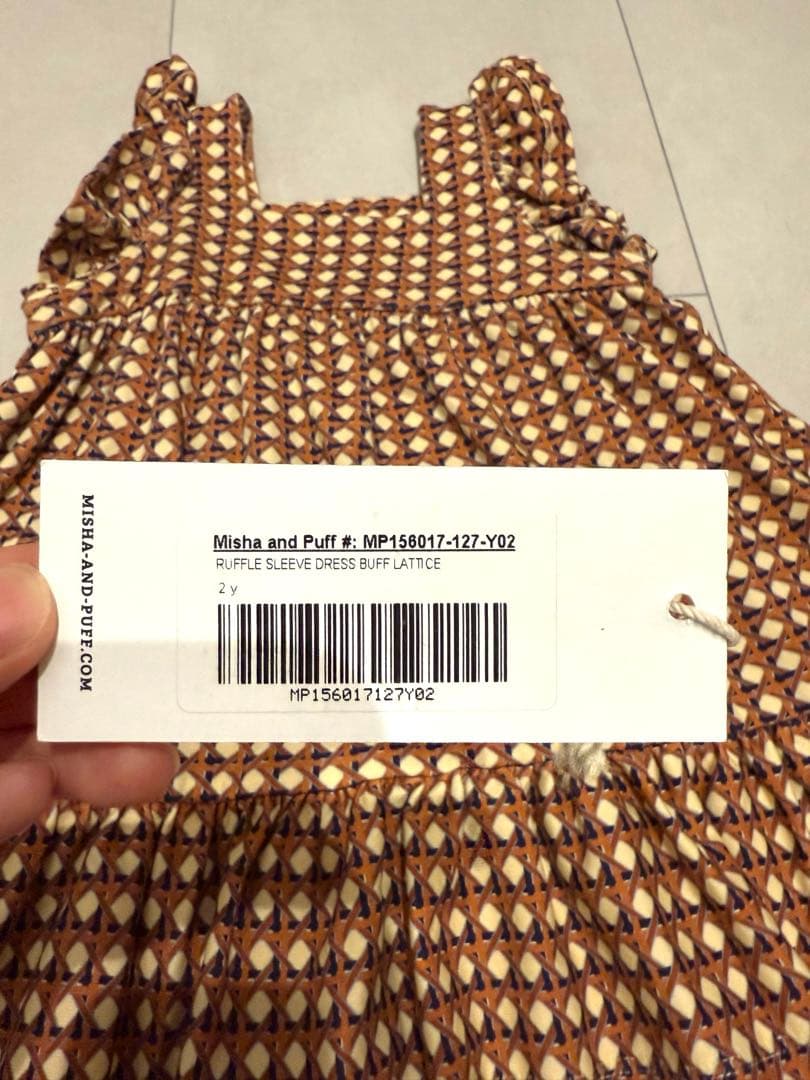 MISHA-AND-PUFF.COM
Misha and Puff #: MP156017-127-Y02
RUFFLE SLEEVE DRESS BUFF LATTICE
2 y
MP156017127Y02